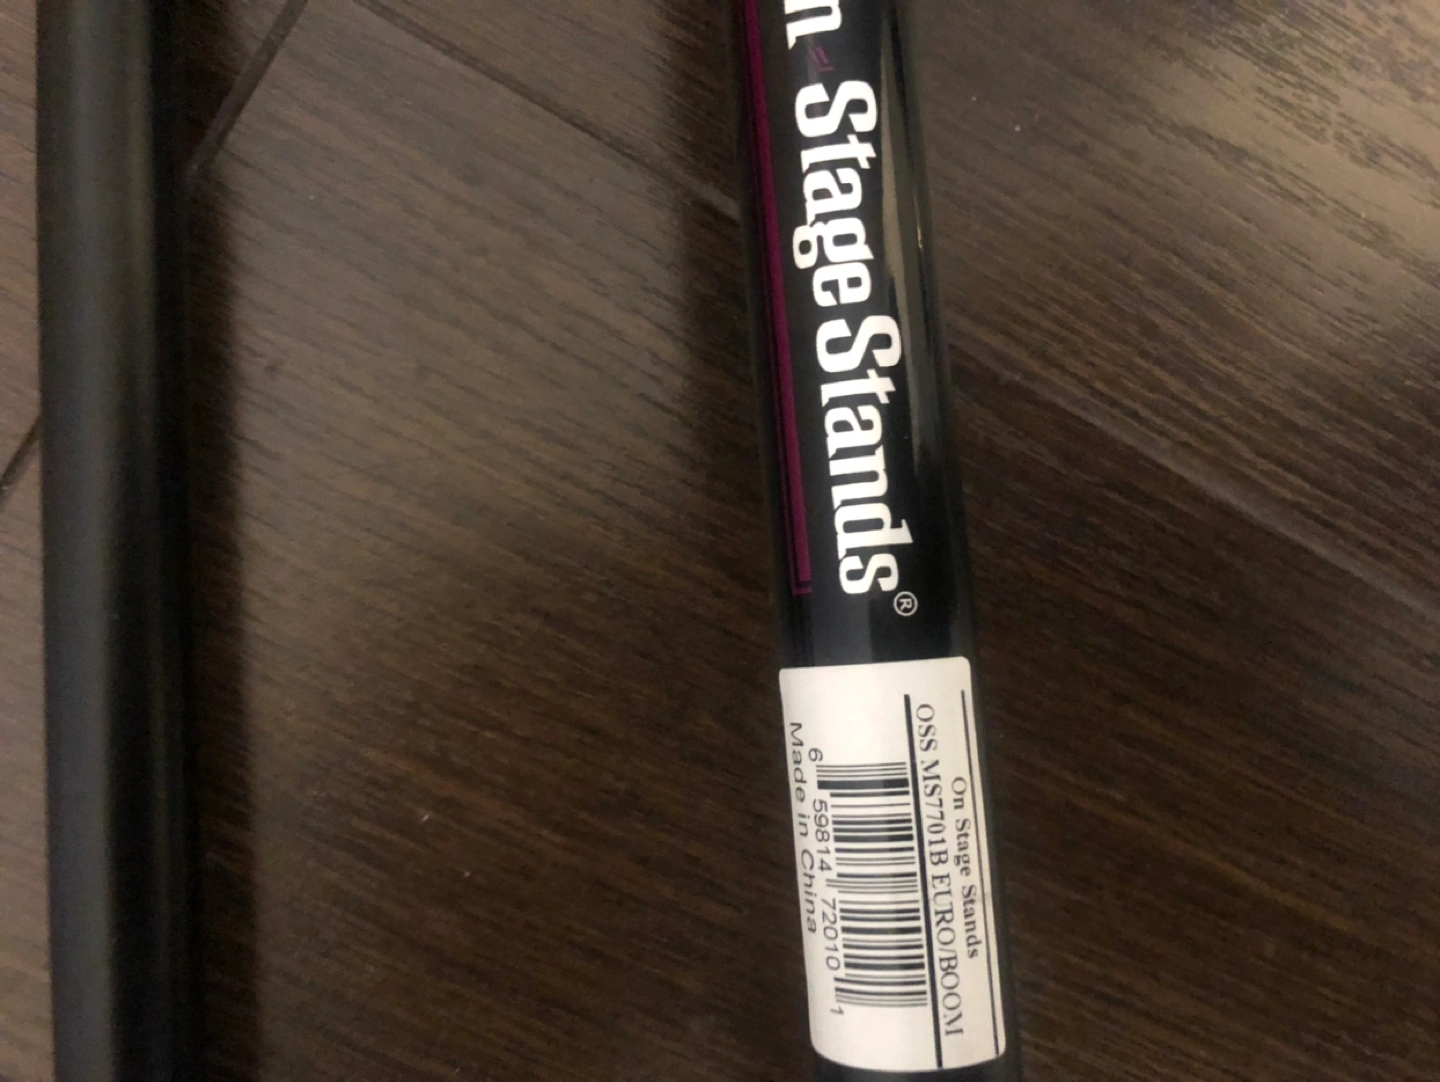 n Stage Stands®
On Stage Stands
OSS MS7701B EURO/BOOM
6 59814 72010 1
Made in China